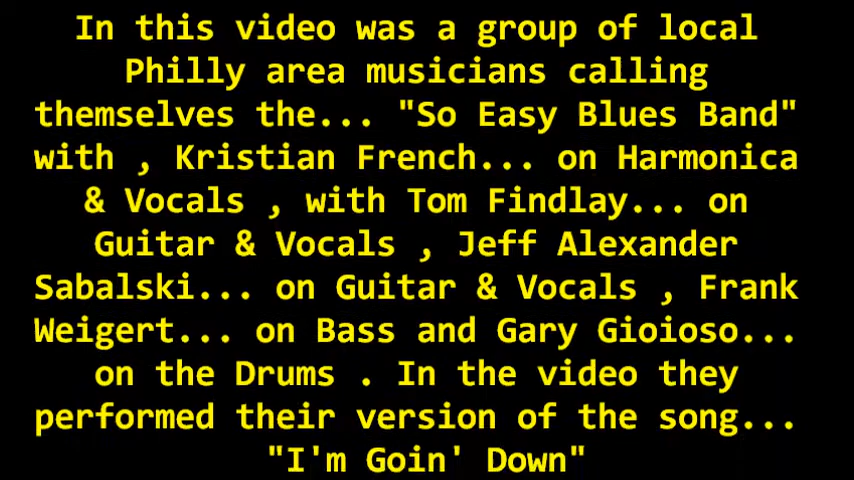 In this video was a group of local
Philly area musicians calling
themselves the... "So Easy Blues Band"
with , Kristian French... on Harmonica
& Vocals , with Tom Findlay... on
Guitar & Vocals , Jeff Alexander
Sabalski... on Guitar & Vocals , Frank
Weigert... on Bass and Gary Gioioso...
on the Drums . In the video they
performed their version of the song...
"I'm Goin' Down"